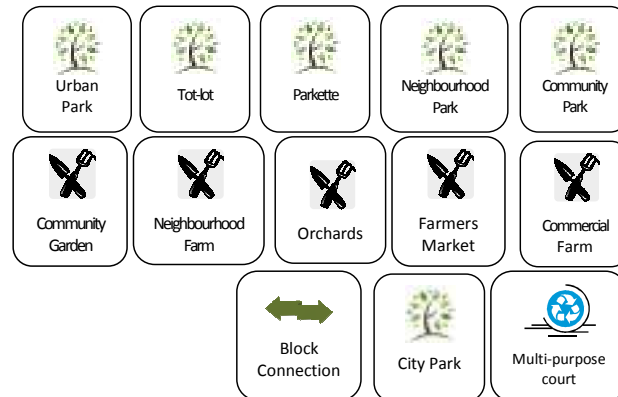 Urban
Park
Tot-lot
Parkette
Neighbourhood
Park
Community
Park
Community
Garden
Neighbourhood
Farm
Orchards
Farmers
Market
Commercial
Farm
Block
Connection
City Park
Multi-purpose
court